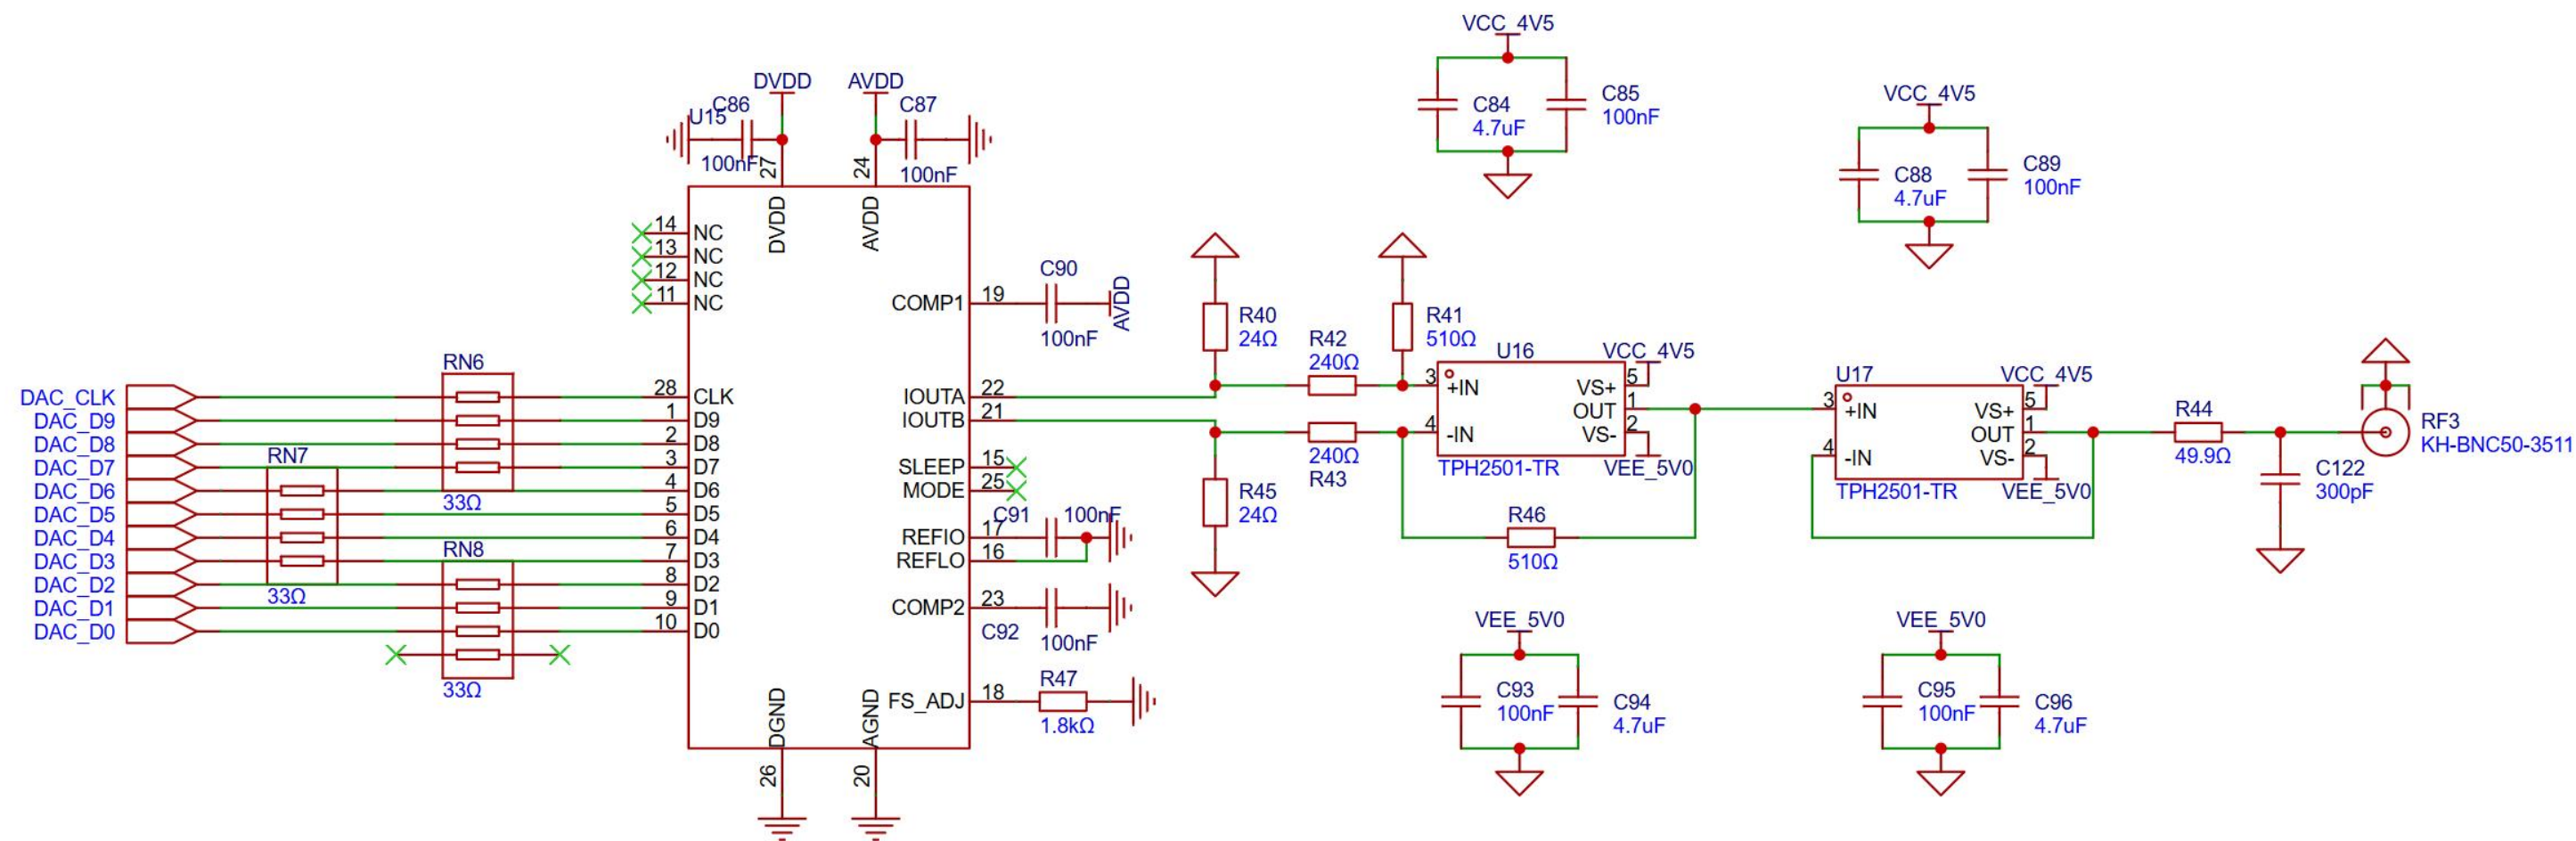 VCC_4V5
C84
4.7uF
C85
100nF
VCC_4V5
C88
4.7uF
C89
100nF
DVDD
AVDD
U15
C86
100nF
C87
100nF
27
24
DVDD
AVDD
14
NC
13
NC
12
NC
11
NC
COMP1
19
C90
100nF
AVDD
DAC_CLK
DAC_D9
DAC_D8
DAC_D7
DAC_D6
DAC_D5
DAC_D4
DAC_D3
DAC_D2
DAC_D1
DAC_D0
RN6
33Ω
RN7
33Ω
RN8
33Ω
28
CLK
1
D9
2
D8
3
D7
4
D6
5
D5
6
D4
7
D3
8
D2
9
D1
10
D0
IOUTA
22
IOUTB
21
SLEEP
15
MODE
25
REFIO
17
C91
100nF
REFLO
16
COMP2
23
C92
100nF
FS_ADJ
18
R47
1.8kΩ
DGND
AGND
26
20
R40
24Ω
R42
240Ω
R41
510Ω
240Ω
R43
R45
24Ω
U16
VCC_4V5
3
+IN
VS+
5
OUT
1
4
-IN
VS-
2
TPH2501-TR
VEE_5V0
R46
510Ω
U17
VCC_4V5
3
+IN
VS+
5
OUT
1
4
-IN
VS-
2
TPH2501-TR
VEE_5V0
R44
49.9Ω
C122
300pF
RF3
KH-BNC50-3511
VEE_5V0
C93
100nF
C94
4.7uF
VEE_5V0
C95
100nF
C96
4.7uF